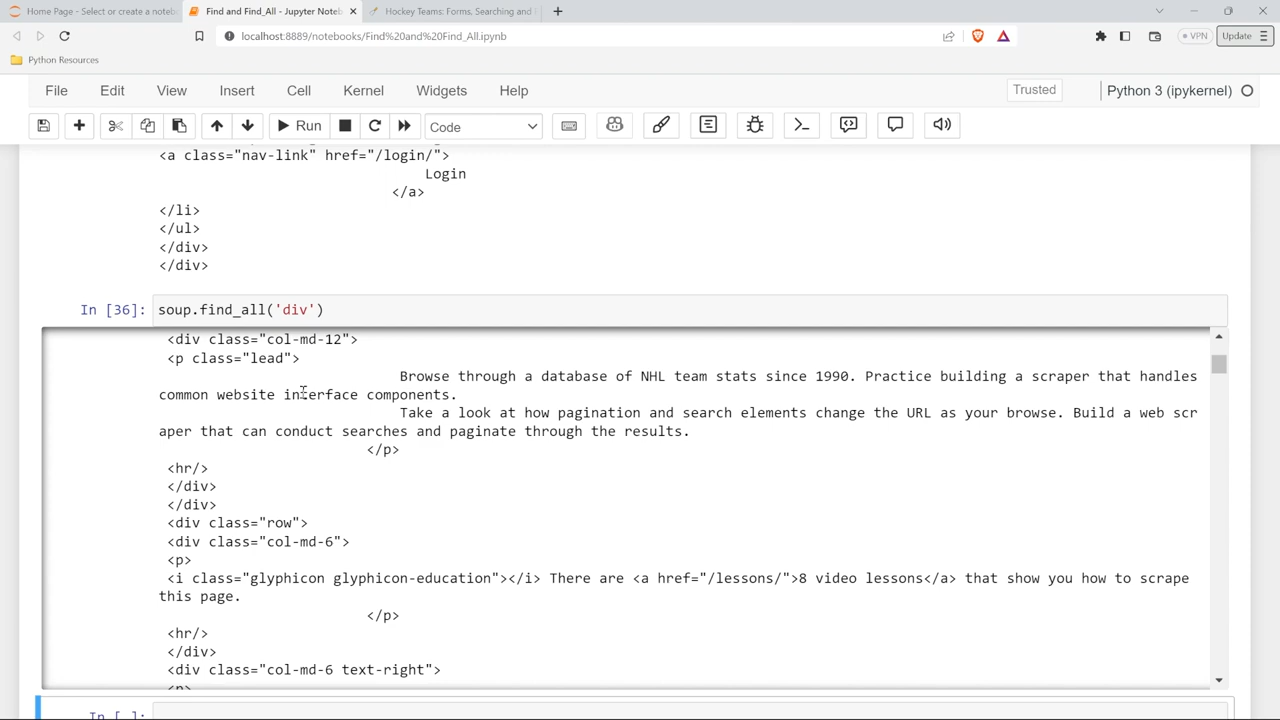 Home Page - Select or create a noteb
Find and Find_All - Jupyter Noteb
Hockey Teams: Forms, Searching and
localhost:8889/notebooks/Find%20and%20Find_All.ipynb
VPN
Update
Python Resources
File Edit View Insert Cell Kernel Widgets Help
Trusted
Python 3 (ipykernel)
Run
Code
<a class="nav-link" href="/login/">
Login
</a>
</li>
</ul>
</div>
</div>
In [36]: soup.find_all('div')
<div class="col-md-12">
<p class="lead">
Browse through a database of NHL team stats since 1990. Practice building a scraper that handles
common website interface components.
Take a look at how pagination and search elements change the URL as your browse. Build a web scr
aper that can conduct searches and paginate through the results.
</p>
<hr/>
</div>
</div>
<div class="row">
<div class="col-md-6">
<p>
<i class="glyphicon glyphicon-education"></i> There are <a href="/lessons/">8 video lessons</a> that show you how to scrape
this page.
</p>
<hr/>
</div>
<div class="col-md-6 text-right">
<p>
In [ ]: